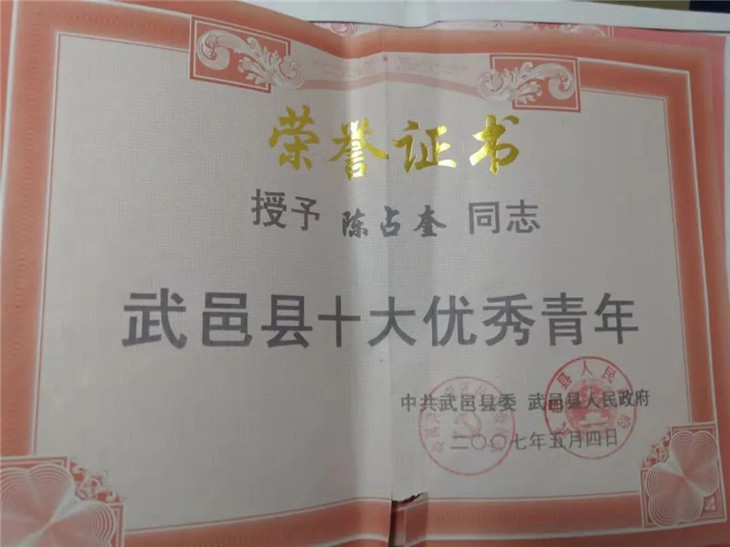 荣誉证书
授予 陈占奎 同志
武邑县十大优秀青年
中共武邑县委 武邑县人民政府
二〇〇七年五月四日